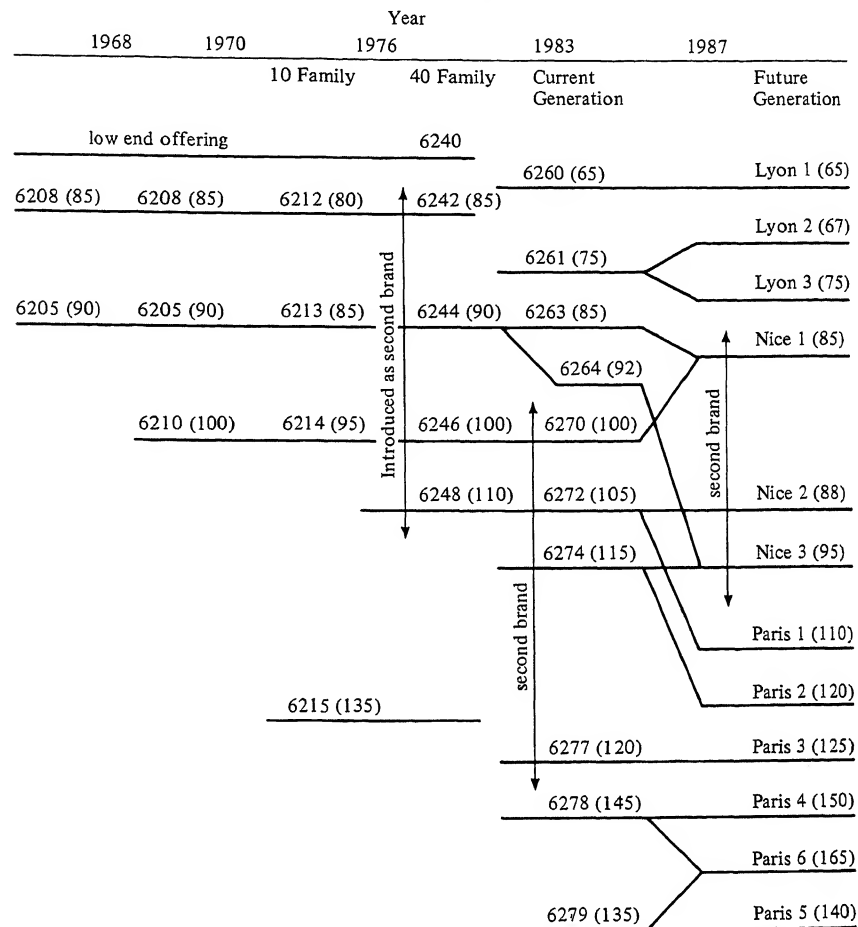 Year
1968 1970 1976 1983 1987
10 Family 40 Family Current Generation Future Generation
low end offering 6240
6260 (65) Lyon 1 (65)
6208 (85) 6208 (85) 6212 (80) 6242 (85)
Lyon 2 (67)
6261 (75)
Lyon 3 (75)
6205 (90) 6205 (90) 6213 (85) 6244 (90) 6263 (85)
Nice 1 (85)
6264 (92)
Introduced as second brand
6210 (100) 6214 (95) 6246 (100) 6270 (100)
second brand
6248 (110) 6272 (105) Nice 2 (88)
6274 (115) Nice 3 (95)
second brand
Paris 1 (110)
Paris 2 (120)
6215 (135)
6277 (120) Paris 3 (125)
6278 (145) Paris 4 (150)
Paris 6 (165)
6279 (135) Paris 5 (140)